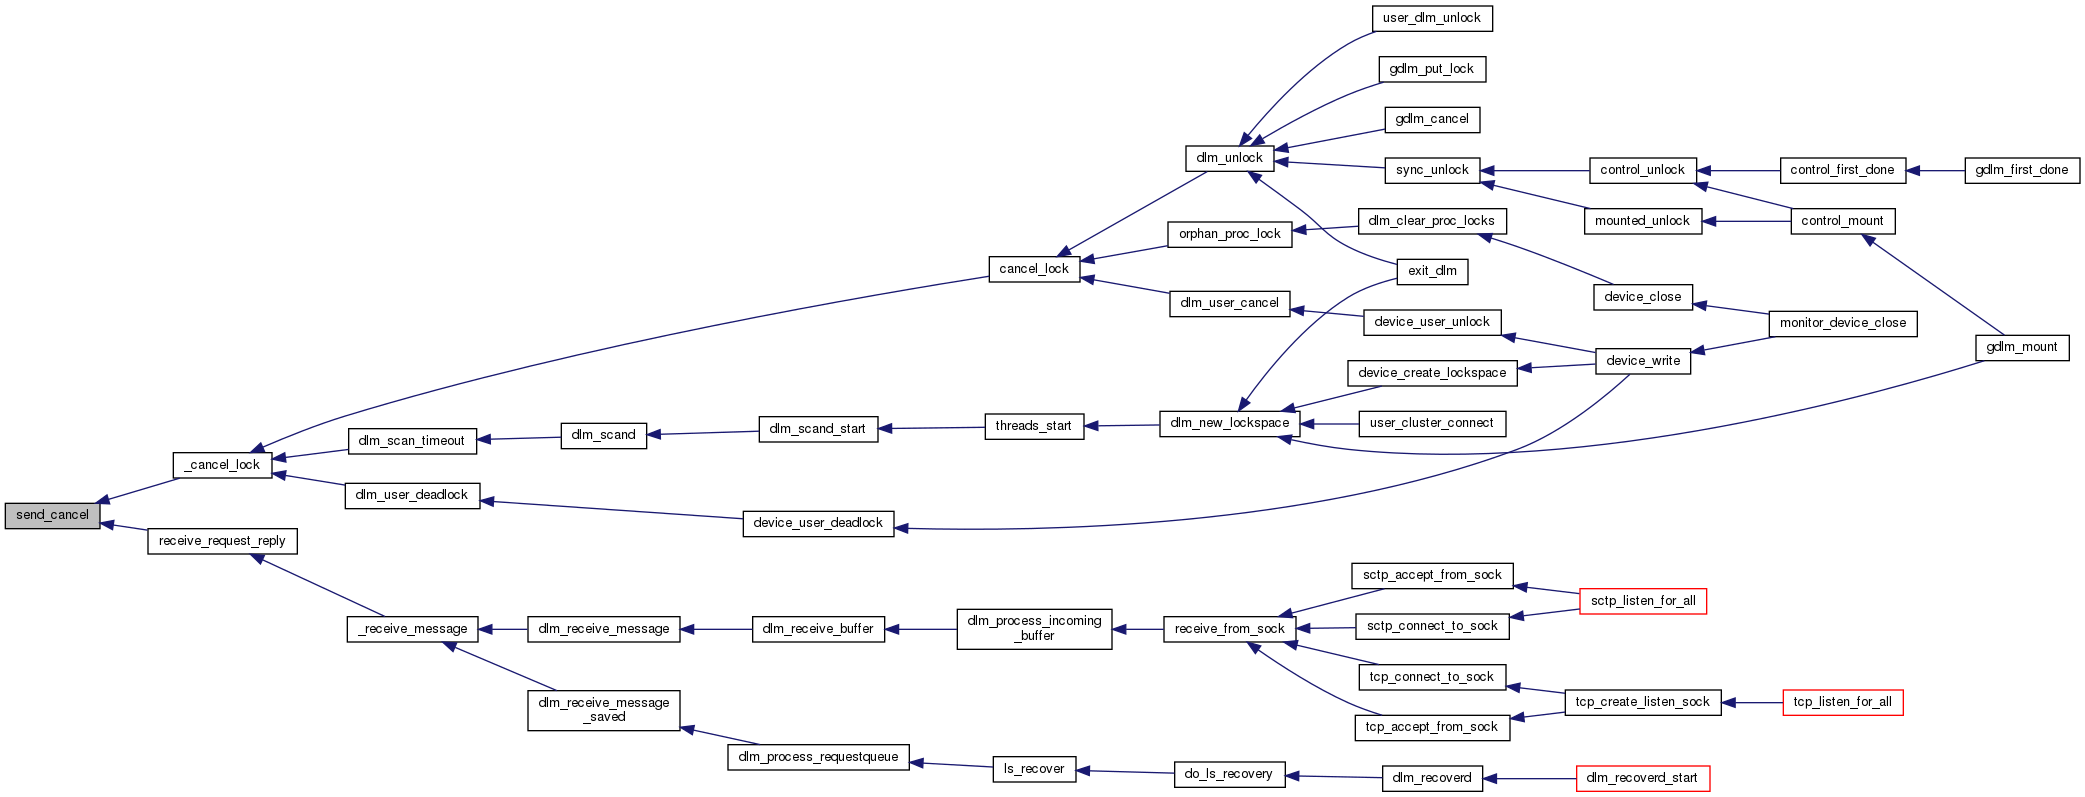 user_dlm_unlock
gdlm_put_lock
gdlm_cancel
dlm_unlock
sync_unlock
control_unlock
control_first_done
gdlm_first_done
dlm_clear_proc_locks
mounted_unlock
control_mount
orphan_proc_lock
cancel_lock
exit_dlm
dlm_user_cancel
device_close
device_user_unlock
monitor_device_close
gdlm_mount
device_write
device_create_lockspace
dlm_new_lockspace
user_cluster_connect
threads_start
dlm_scand_start
dlm_scand
dlm_scan_timeout
_cancel_lock
dlm_user_deadlock
send_cancel
device_user_deadlock
receive_request_reply
sctp_accept_from_sock
sctp_listen_for_all
_receive_message
dlm_receive_message
dlm_receive_buffer
dlm_process_incoming
_buffer
receive_from_sock
sctp_connect_to_sock
tcp_connect_to_sock
dlm_receive_message
_saved
tcp_create_listen_sock
tcp_listen_for_all
tcp_accept_from_sock
dlm_process_requestqueue
ls_recover
do_ls_recovery
dlm_recoverd
dlm_recoverd_start